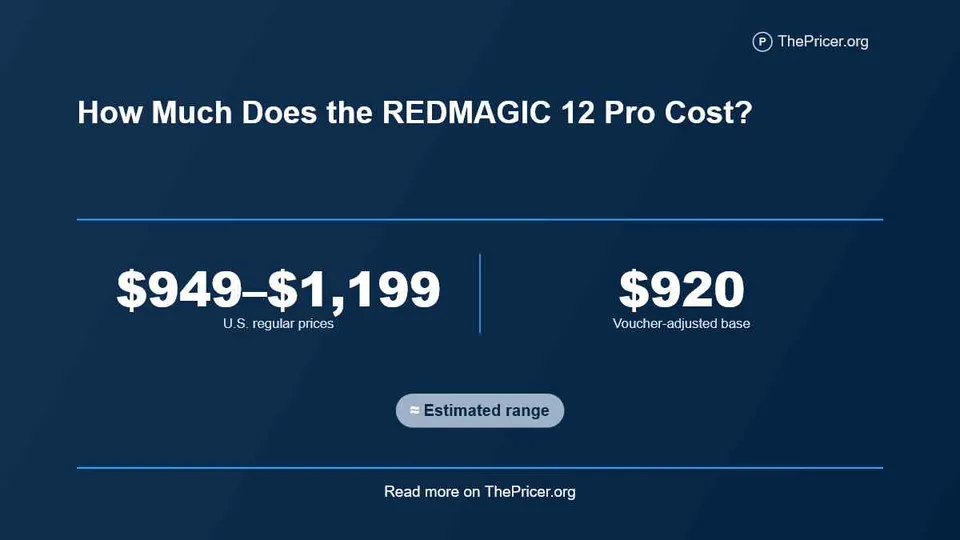 P ThePricer.org
How Much Does the REDMAGIC 12 Pro Cost?
$949–$1,199
U.S. regular prices
$920
Voucher-adjusted base
≈ Estimated range
Read more on ThePricer.org